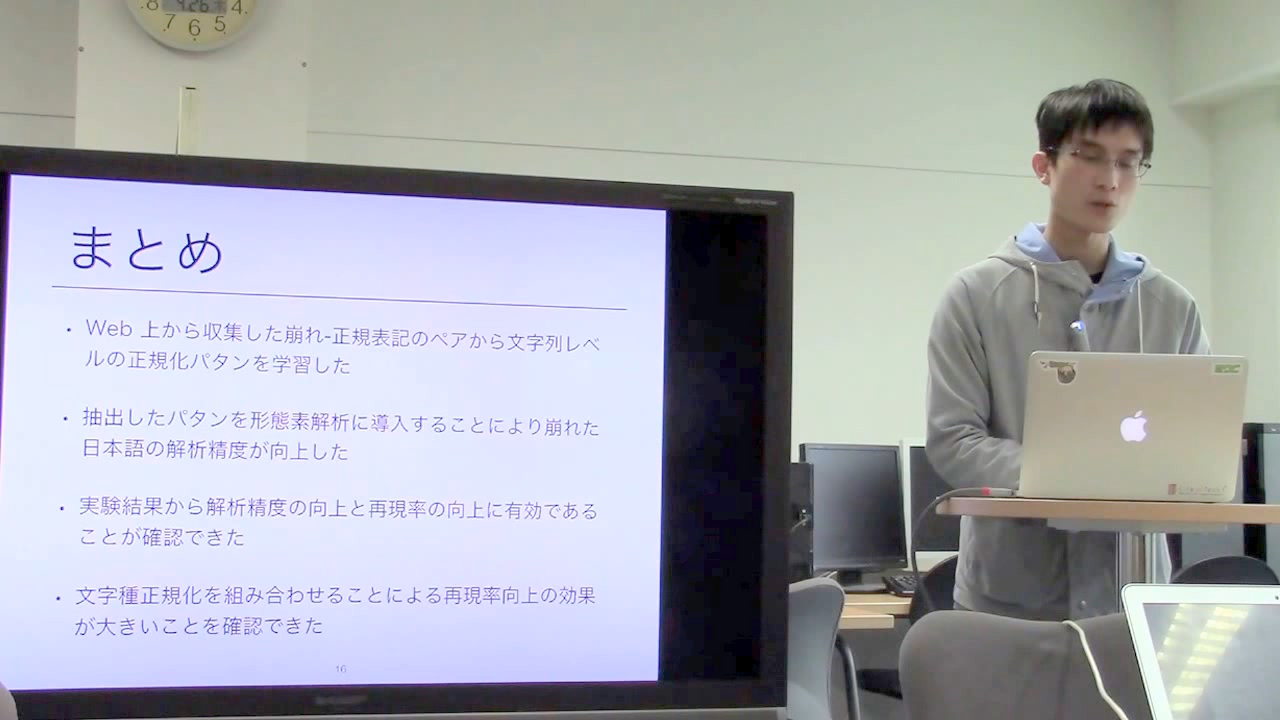 8 4
7 6 5
まとめ
・Web 上から収集した崩れ-正規表記のペアから文字列レベ
ルの正規化パタンを学習した
・抽出したパタンを形態素解析に導入することにより崩れた
日本語の解析精度が向上した
・実験結果から解析精度の向上と再現率の向上に有効である
ことが確認できた
・文字種正規化を組み合わせることによる再現率向上の効果
が大きいことを確認できた
16